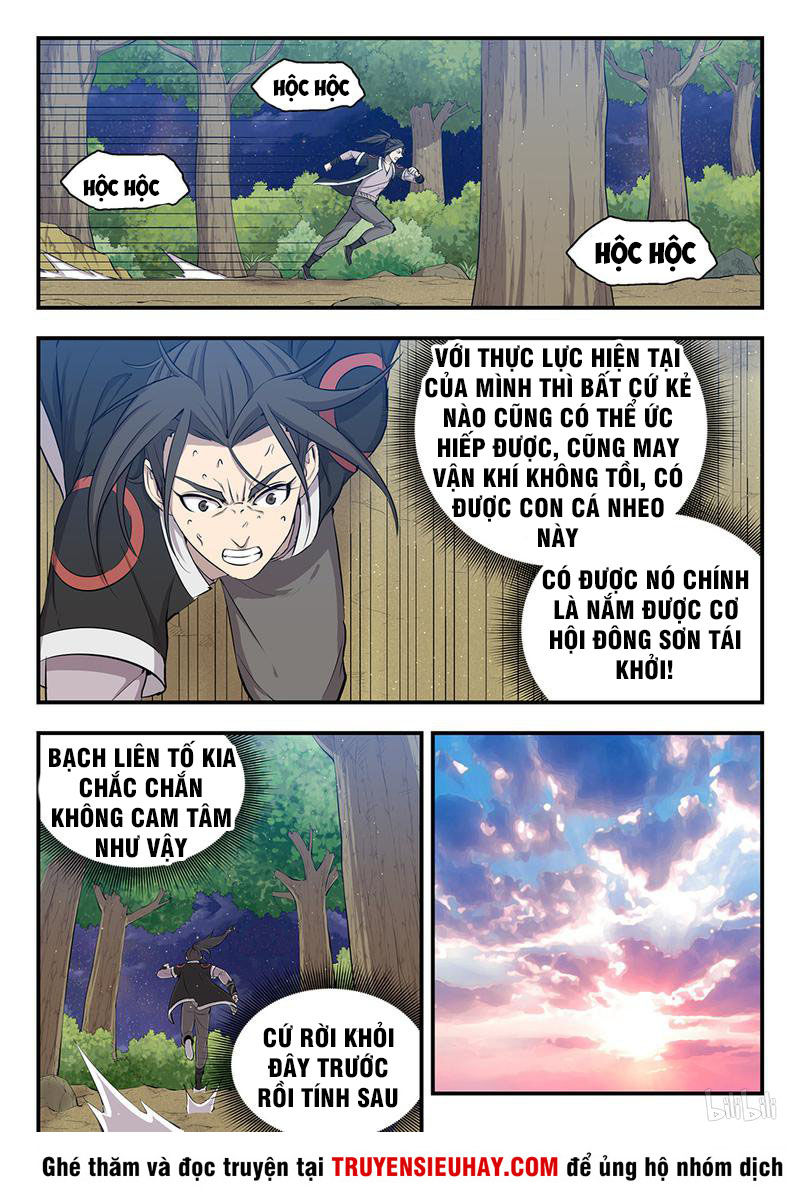 HỘC HỘC
HỘC HỘC
HỘC HỘC
VỚI THỰC LỰC HIỆN TẠI
CỦA MÌNH THÌ BẤT CỨ KẺ
NÀO CŨNG CÓ THỂ ỨC
HIẾP ĐƯỢC, CŨNG MAY
VẬN KHÍ KHÔNG TỒI, CÓ
ĐƯỢC CON CÁ NHEO
NÀY
CÓ ĐƯỢC NÓ CHÍNH
LÀ NẮM ĐƯỢC CƠ
HỘI ĐÔNG SƠN TÁI
KHỞI!
BẠCH LIÊN TỐ KIA
CHẮC CHẮN
KHÔNG CAM TÂM
NHƯ VẬY
CỨ RỜI KHỎI
ĐÂY TRƯỚC
RỒI TÍNH SAU
bilibili
Ghé thăm và đọc truyện tại TRUYENSIEUHAY.COM để ủng hộ nhóm dịch